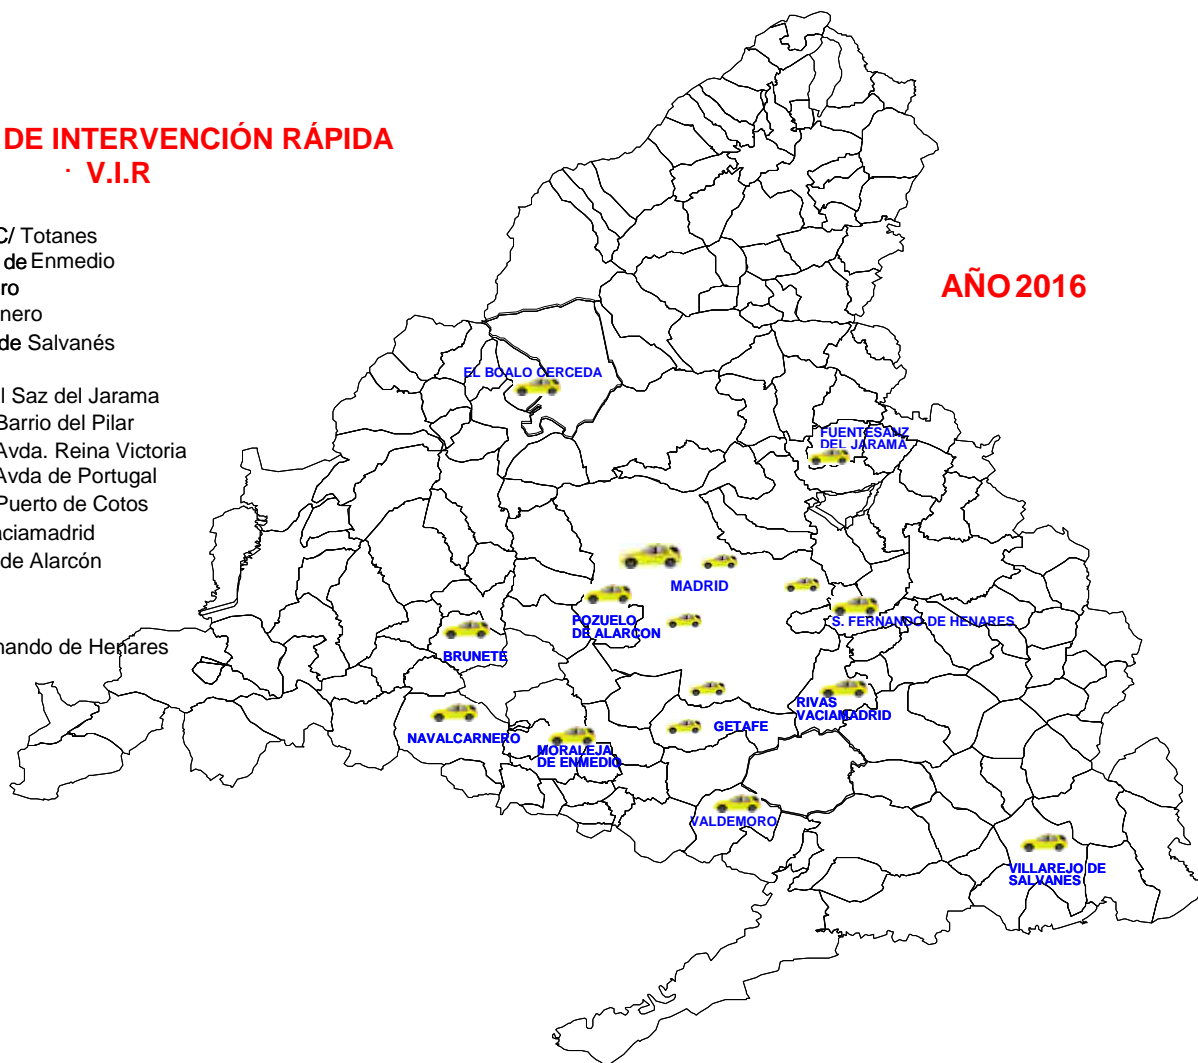 DE INTERVENCIÓN RÁPIDA
· V.I.R
C/ Totanes
de Enmedio
ro
nero
de Salvanés
l Saz del Jarama
Barrio del Pilar
Avda. Reina Victoria
Avda de Portugal
Puerto de Cotos
aciamadrid
de Alarcón
nando de Henares
AÑO 2016
EL BOALO CERCEDA
FUENTESANZ
DEL JARAMA
MADRID
POZUELO
DE ALARCON
S. FERNANDO DE HENARES
BRUNETE
RIVAS
VACIAMADRID
NAVALCARNERO
MORALEJA
DE ENMEDIO
GETAFE
VALDEMORO
VILLAREJO DE
SALVANES